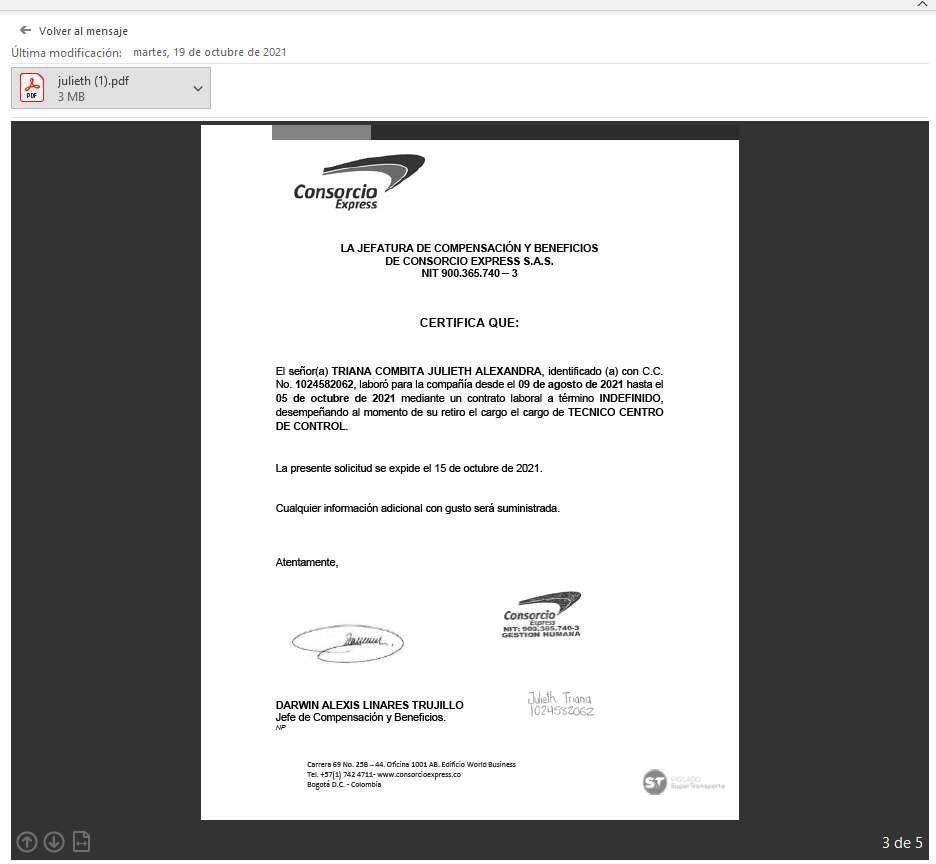 Volver al mensaje
Última modificación: martes, 19 de octubre de 2021
julieth (1).pdf
3 MB
PDF
Consorcio
Express
LA JEFATURA DE COMPENSACIÓN Y BENEFICIOS
DE CONSORCIO EXPRESS S.A.S.
NIT 900.365.740 – 3
CERTIFICA QUE:
El señor(a) TRIANA COMBITA JULIETH ALEXANDRA, identificado (a) con C.C.
No. 1024582062, laboró para la compañía desde el 09 de agosto de 2021 hasta el
05 de octubre de 2021 mediante un contrato laboral a término INDEFINIDO,
desempeñando al momento de su retiro el cargo el cargo de TECNICO CENTRO
DE CONTROL.
La presente solicitud se expide el 15 de octubre de 2021.
Cualquier información adicional con gusto será suministrada.
Atentamente,
Consorcio
Express
NIT: 900.365.740-3
GESTION HUMANA
DARWIN ALEXIS LINARES TRUJILLO
Jefe de Compensación y Beneficios.
NP
Julieth Triana
1024582062
Carrera 69 No. 25B – 44. Oficina 1001 AB. Edificio World Business
Tel. +57(1) 742 4711- www.consorcioexpress.co
Bogotá D.C. - Colombia
ST VIGILADO
SuperTransporte
3 de 5